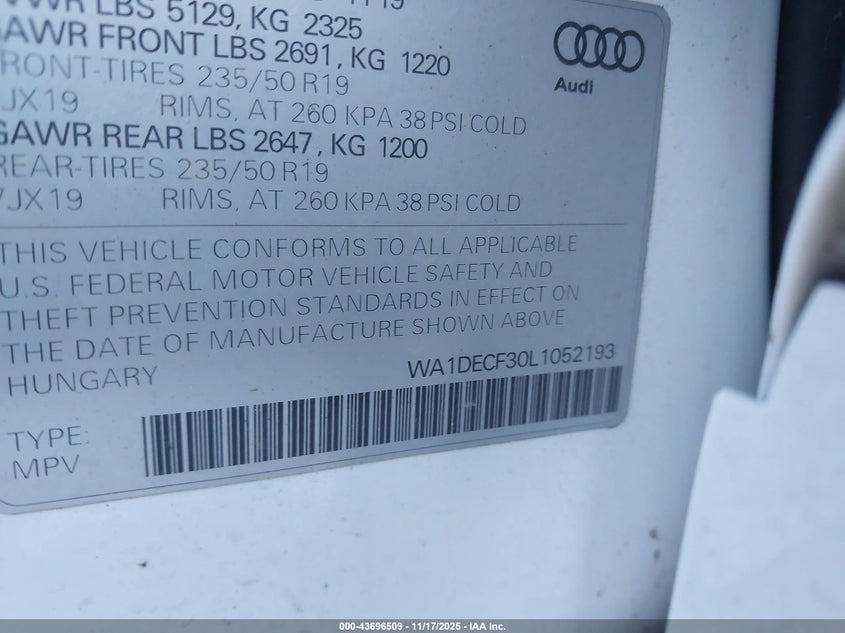 GVWR LBS 5129, KG 2325
GAWR FRONT LBS 2691, KG 1220
FRONT-TIRES 235/50 R19
7JX19 RIMS, AT 260 KPA 38 PSI COLD
GAWR REAR LBS 2647, KG 1200
REAR-TIRES 235/50 R19
7JX19 RIMS, AT 260 KPA 38 PSI COLD
Audi
THIS VEHICLE CONFORMS TO ALL APPLICABLE
U.S. FEDERAL MOTOR VEHICLE SAFETY AND
THEFT PREVENTION STANDARDS IN EFFECT ON
THE DATE OF MANUFACTURE SHOWN ABOVE
HUNGARY WA1DECF30L1052193
TYPE:
MPV
000-43696509 - 11/17/2025 - IAA Inc.